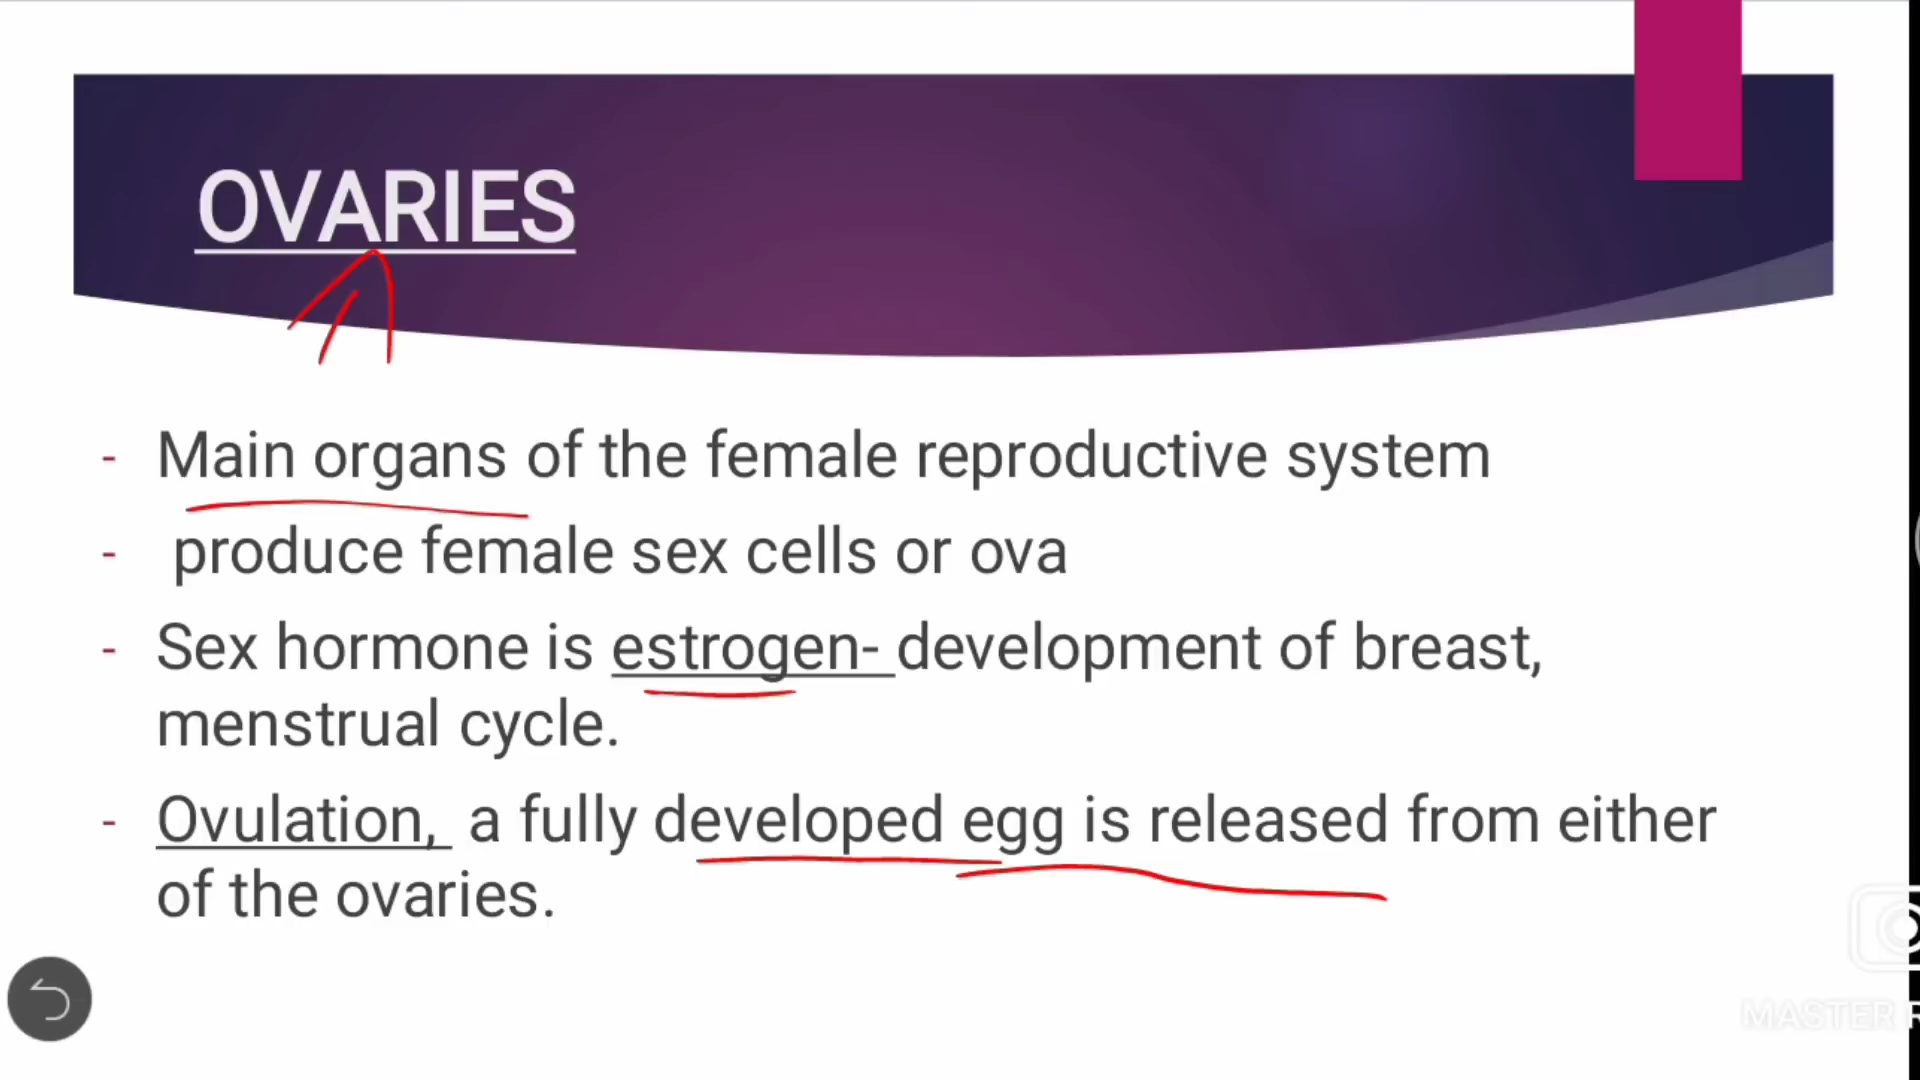 OVARIES
- Main organs of the female reproductive system
- produce female sex cells or ova
- Sex hormone is estrogen- development of breast,
menstrual cycle.
- Ovulation, a fully developed egg is released from either
of the ovaries.
MASTER